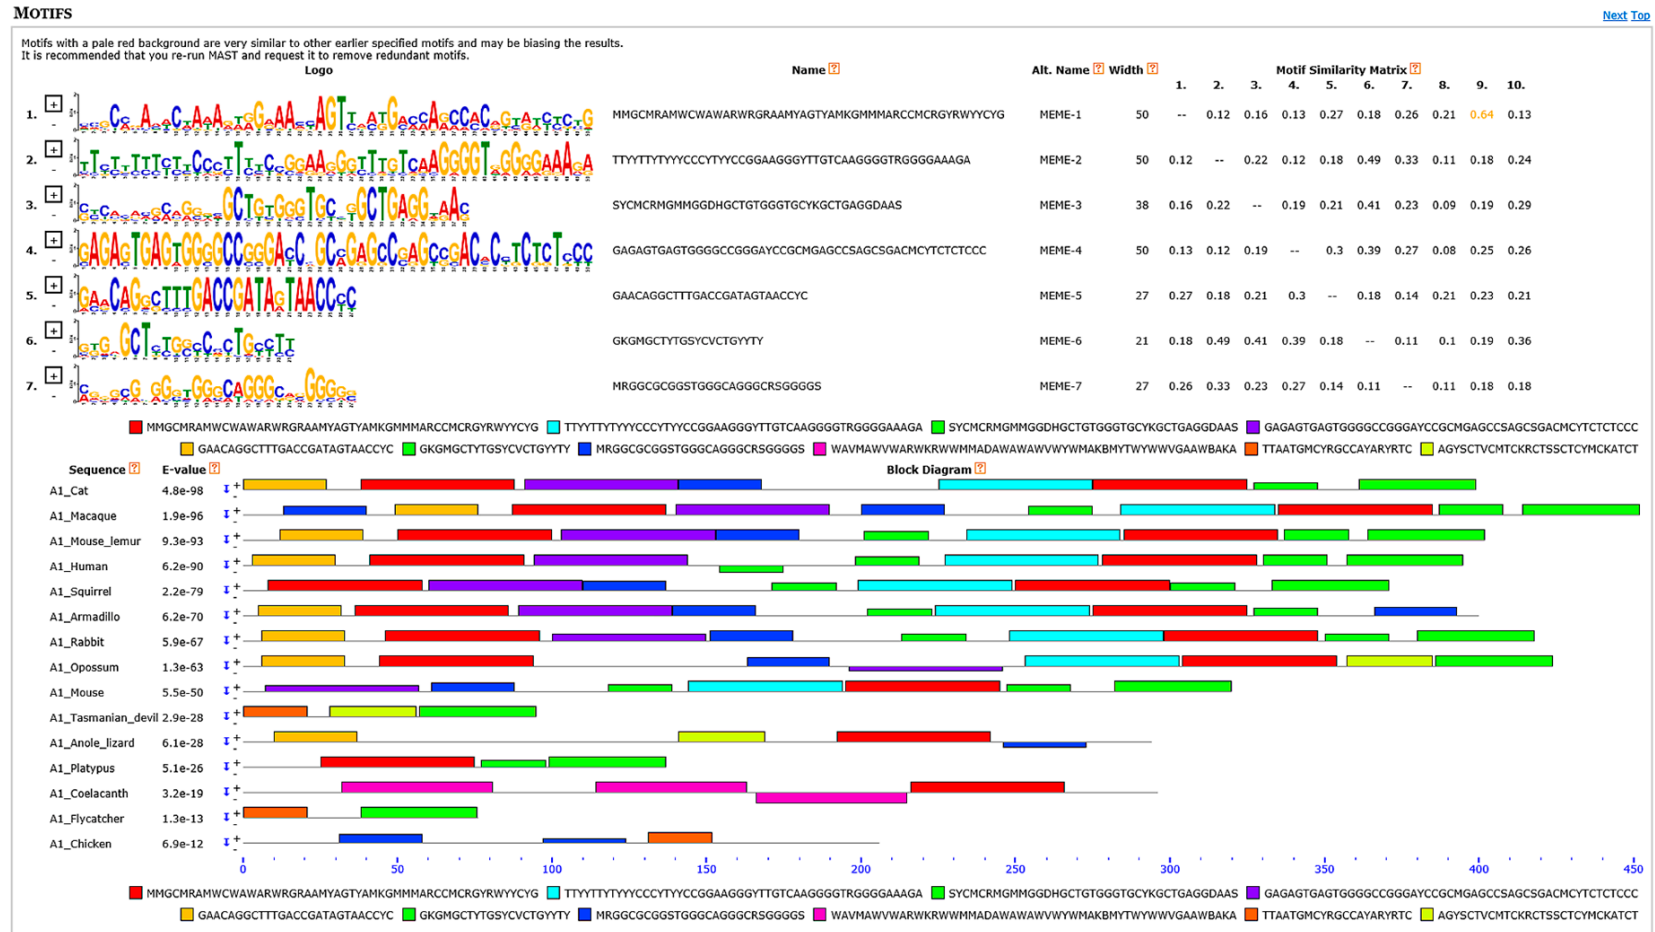 MOTIFS
Next Top
Motifs with a pale red background are very similar to other earlier specified motifs and may be biasing the results.
It is recommended that you re-run MAST and request it to remove redundant motifs.
Logo Name ? Alt. Name ? Width ? Motif Similarity Matrix ?
1. 2. 3. 4. 5. 6. 7. 8. 9. 10.
1. + - MMGCMRAMWCWAWARWRGRAAMYAGTYAMKGMMMARCCMCRGYRWYYCYG MEME-1 50 -- 0.12 0.16 0.13 0.27 0.18 0.26 0.21 0.64 0.13
2. + - TTYYTTYTYYYCCCYTYYCCGGAAGGGYTTGTCAAGGGGTRGGGGAAAGA MEME-2 50 0.12 -- 0.22 0.12 0.18 0.49 0.33 0.11 0.18 0.24
3. + - SYCMCRMGMMGGDHGCTGTGGGTGCYKGCTGAGGDAAS MEME-3 38 0.16 0.22 -- 0.19 0.21 0.41 0.23 0.09 0.19 0.29
4. + - GAGAGTGAGTGGGGCCGGGAYCCGCMGAGCCSAGCSGACMCYTCTCTCCC MEME-4 50 0.13 0.12 0.19 -- 0.3 0.39 0.27 0.08 0.25 0.26
5. + - GAACAGGCTTTGACCGATAGTAACCYC MEME-5 27 0.27 0.18 0.21 0.3 -- 0.18 0.14 0.21 0.23 0.21
6. + - GKGMGCTYTGSYCVCTGYYTY MEME-6 21 0.18 0.49 0.41 0.39 0.18 -- 0.11 0.1 0.19 0.36
7. + - MRGGCGCGGSTGGGCAGGGCRSGGGGS MEME-7 27 0.26 0.33 0.23 0.27 0.14 0.11 -- 0.11 0.18 0.18
MMGCMRAMWCWAWARWRGRAAMYAGTYAMKGMMMARCCMCRGYRWYYCYG TTYYTTYTYYYCCCYTYYCCGGAAGGGYTTGTCAAGGGGTRGGGGAAAGA SYCMCRMGMMGGDHGCTGTGGGTGCYKGCTGAGGDAAS GAGAGTGAGTGGGGCCGGGAYCCGCMGAGCCSAGCSGACMCYTCTCTCCC
GAACAGGCTTTGACCGATAGTAACCYC GKGMGCTYTGSYCVCTGYYTY MRGGCGCGGSTGGGCAGGGCRSGGGGS WAVMAWVWARWKRWWMMADAWAWAWVWYWMAKBMYTWYWWVGAAWBAKA TTAATGMCYRGCCAYARYRTC AGYSCTVCMTCKRCTSSCTCYMCKATCT
Sequence ? E-value ? Block Diagram ?
A1_Cat 4.8e-98 ↧ + -
A1_Macaque 1.9e-96 ↧ + -
A1_Mouse_lemur 9.3e-93 ↧ + -
A1_Human 6.2e-90 ↧ + -
A1_Squirrel 2.2e-79 ↧ + -
A1_Armadillo 6.2e-70 ↧ + -
A1_Rabbit 5.9e-67 ↧ + -
A1_Opossum 1.3e-63 ↧ + -
A1_Mouse 5.5e-50 ↧ + -
A1_Tasmanian_devil 2.9e-28 ↧ + -
A1_Anole_lizard 6.1e-28 ↧ + -
A1_Platypus 5.1e-26 ↧ + -
A1_Coelacanth 3.2e-19 ↧ + -
A1_Flycatcher 1.3e-13 ↧ + -
A1_Chicken 6.9e-12 ↧ + -
0 50 100 150 200 250 300 350 400 450
MMGCMRAMWCWAWARWRGRAAMYAGTYAMKGMMMARCCMCRGYRWYYCYG TTYYTTYTYYYCCCYTYYCCGGAAGGGYTTGTCAAGGGGTRGGGGAAAGA SYCMCRMGMMGGDHGCTGTGGGTGCYKGCTGAGGDAAS GAGAGTGAGTGGGGCCGGGAYCCGCMGAGCCSAGCSGACMCYTCTCTCCC
GAACAGGCTTTGACCGATAGTAACCYC GKGMGCTYTGSYCVCTGYYTY MRGGCGCGGSTGGGCAGGGCRSGGGGS WAVMAWVWARWKRWWMMADAWAWAWVWYWMAKBMYTWYWWVGAAWBAKA TTAATGMCYRGCCAYARYRTC AGYSCTVCMTCKRCTSSCTCYMCKATCT